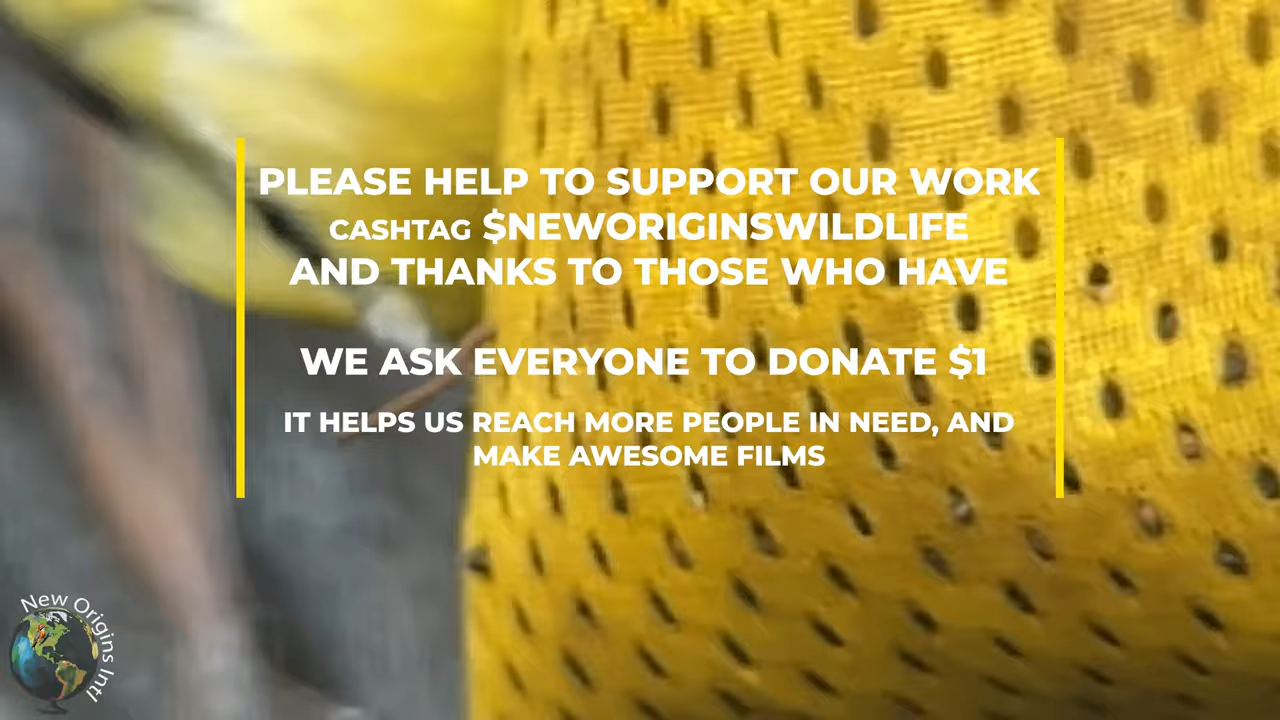 PLEASE HELP TO SUPPORT OUR WORK
CASHTAG $NEWORIGINSWILDLIFE
AND THANKS TO THOSE WHO HAVE
WE ASK EVERYONE TO DONATE $1
IT HELPS US REACH MORE PEOPLE IN NEED, AND
MAKE AWESOME FILMS
New Origins Intl